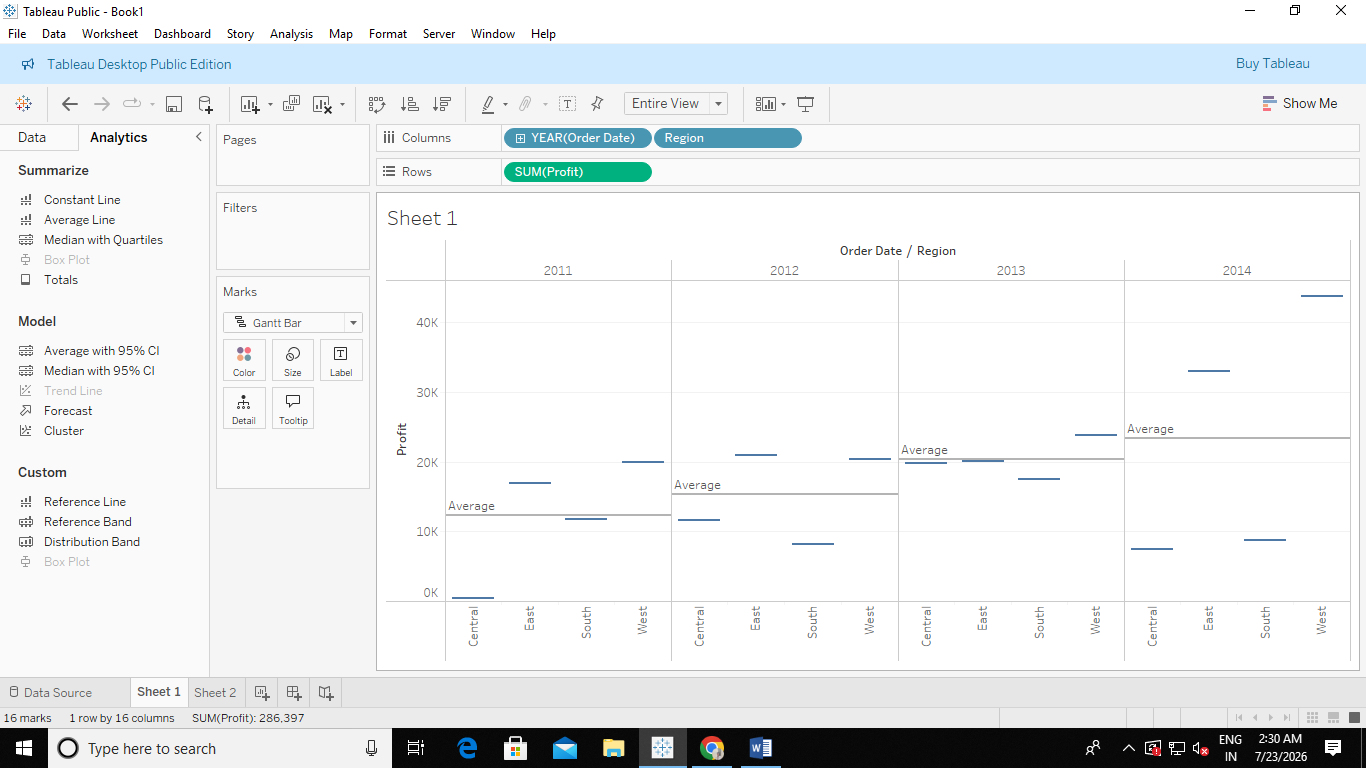 Tableau Public - Book1
File Data Worksheet Dashboard Story Analysis Map Format Server Window Help
Tableau Desktop Public Edition Buy Tableau
Entire View Show Me
Data Analytics
Pages
Columns YEAR(Order Date) Region
Rows SUM(Profit)
Summarize
Constant Line
Average Line
Median with Quartiles
Box Plot
Totals
Model
Average with 95% CI
Median with 95% CI
Trend Line
Forecast
Cluster
Custom
Reference Line
Reference Band
Distribution Band
Box Plot
Filters
Marks
Gantt Bar
Color Size Label
Detail Tooltip
Sheet 1
Order Date / Region
2011 2012 2013 2014
Profit
40K
30K
20K
10K
0K
Average
Average
Average
Average
Central East South West Central East South West Central East South West Central East South West
Data Source Sheet 1 Sheet 2
16 marks 1 row by 16 columns SUM(Profit): 286,397
Type here to search
ENG
IN
2:30 AM
7/23/2026